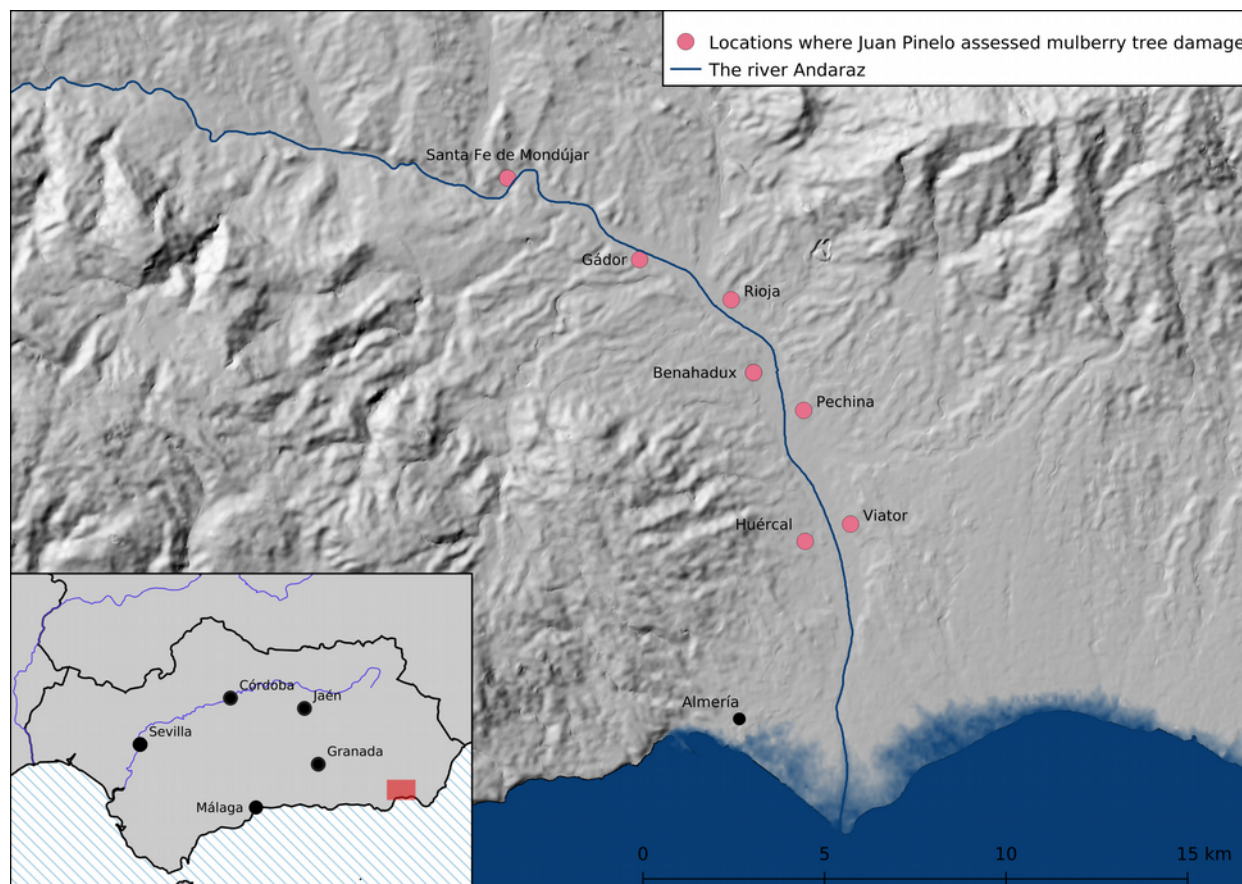 Locations where Juan Pinelo assessed mulberry tree damage
The river Andaraz
Santa Fe de Mondújar
Gádor
Rioja
Benahadux
Pechina
Huércal
Viator
Almería
Córdoba
Jaén
Sevilla
Granada
Málaga
0 5 10 15 km